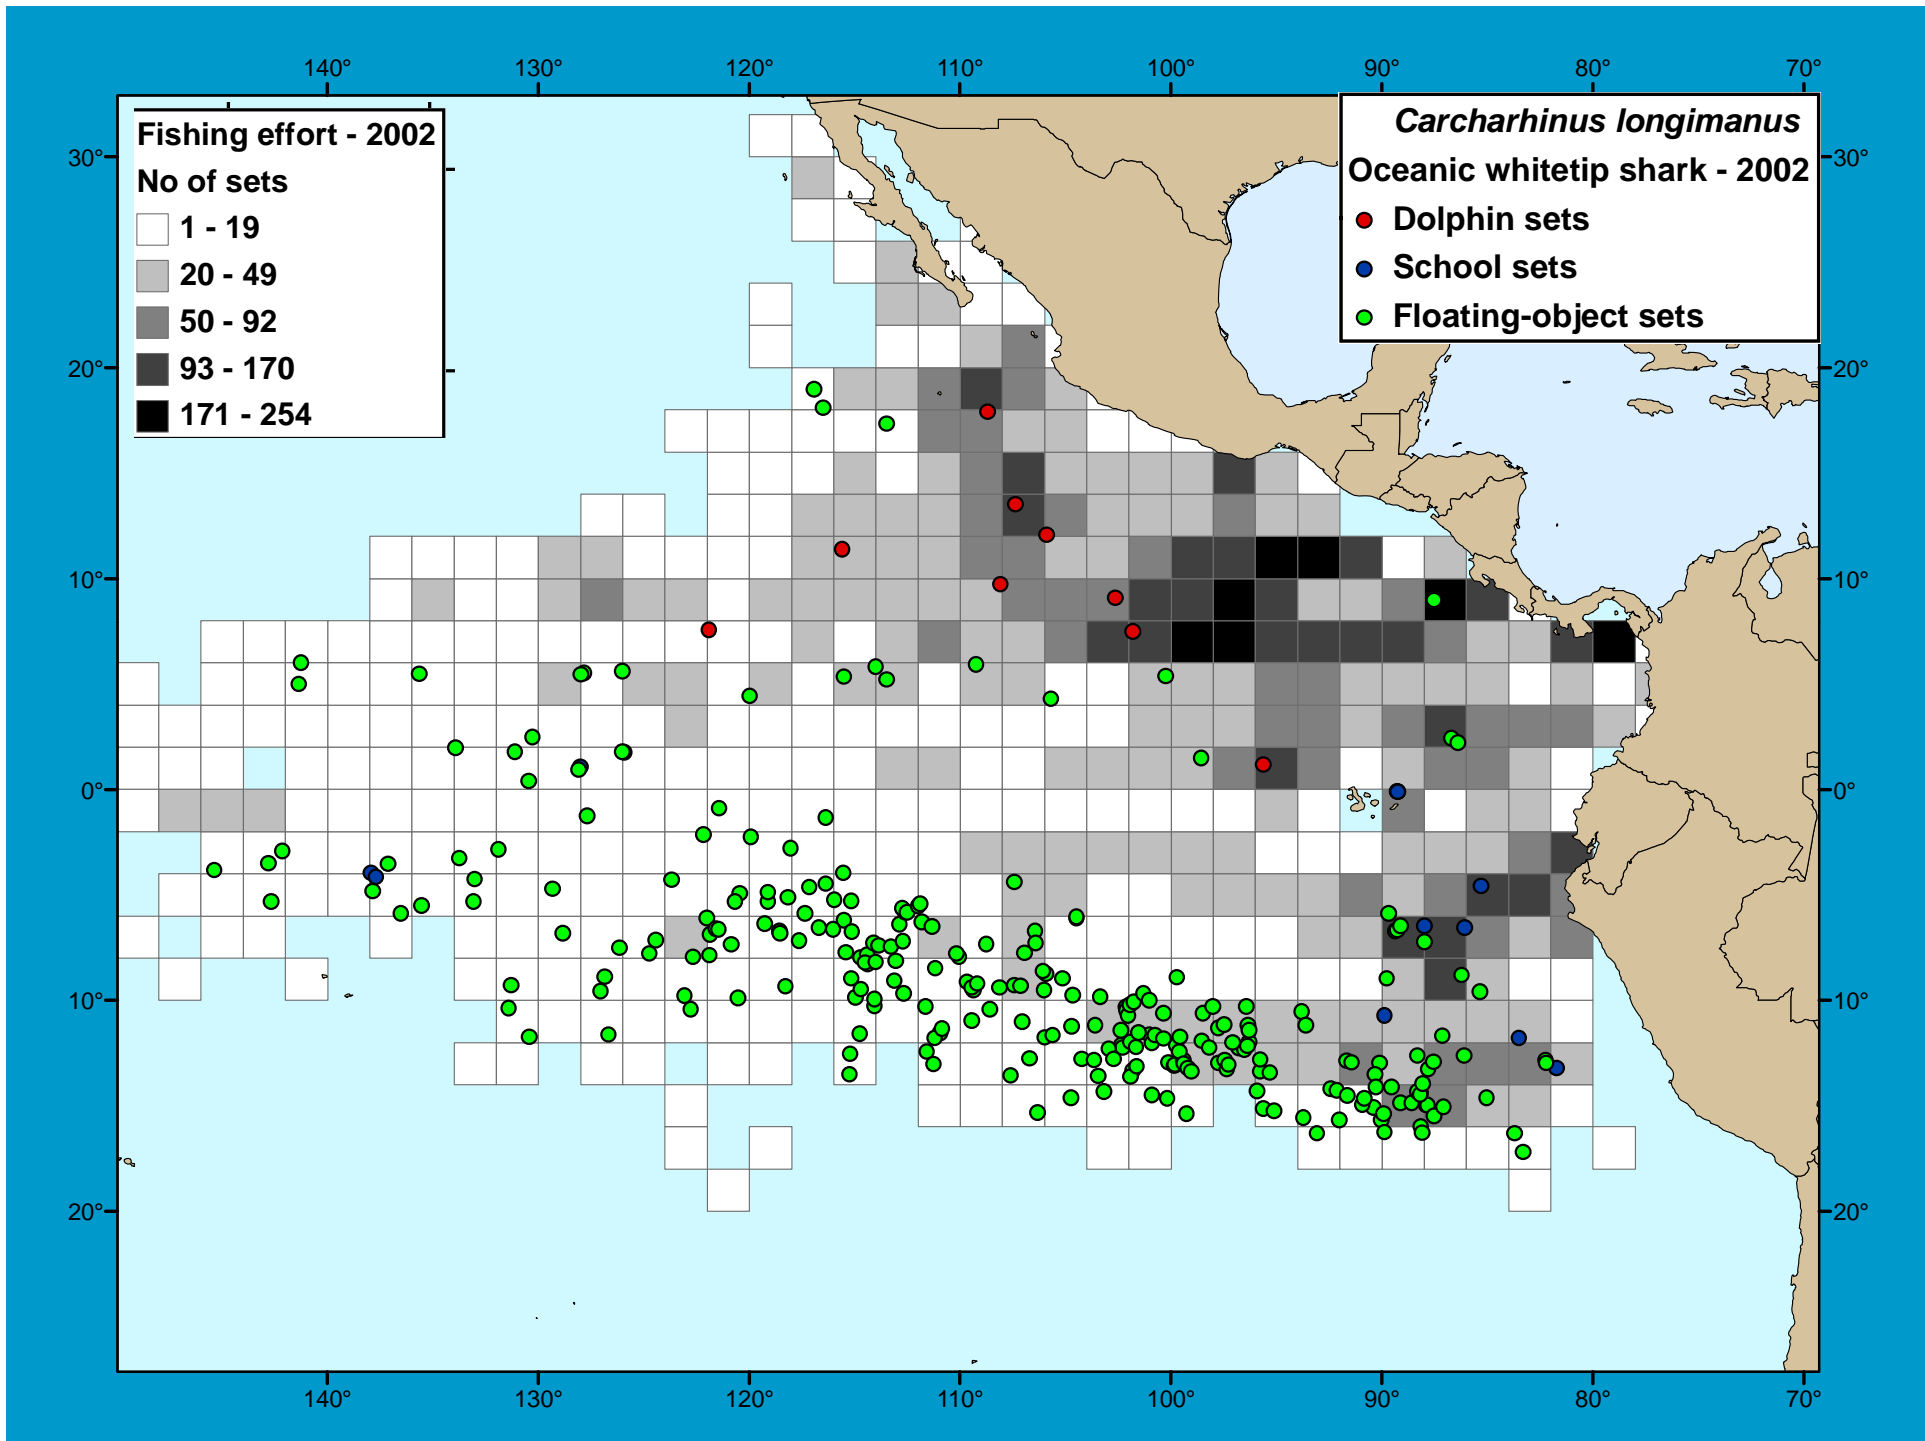 140° 130° 120° 110° 100° 90° 80° 70°
Fishing effort - 2002
No of sets
1 - 19
20 - 49
50 - 92
93 - 170
171 - 254
Carcharhinus longimanus
Oceanic whitetip shark - 2002
Dolphin sets
School sets
Floating-object sets
30° 30°
20° 20°
10° 10°
0° 0°
10° 10°
20° 20°
140° 130° 120° 110° 100° 90° 80° 70°